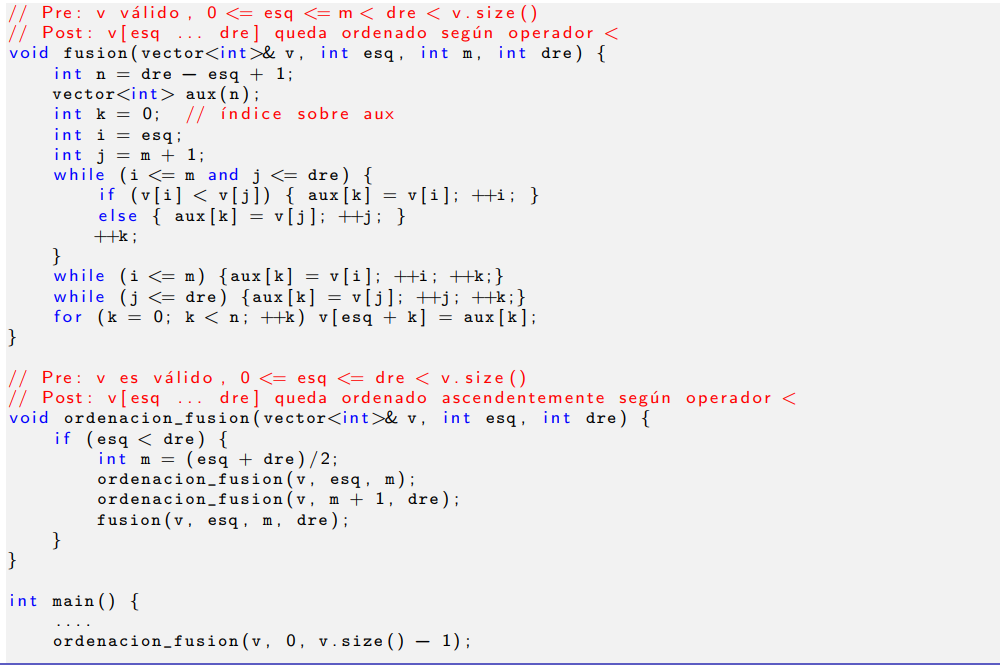 // Pre: v válido, 0 <= esq <= m < dre < v.size()
// Post: v[esq ... dre] queda ordenado según operador <
void fusion(vector<int>& v, int esq, int m, int dre) {
    int n = dre - esq + 1;
    vector<int> aux(n);
    int k = 0; // índice sobre aux
    int i = esq;
    int j = m + 1;
    while (i <= m and j <= dre) {
        if (v[i] < v[j]) { aux[k] = v[i]; ++i; }
        else { aux[k] = v[j]; ++j; }
        ++k;
    }
    while (i <= m) {aux[k] = v[i]; ++i; ++k;}
    while (j <= dre) {aux[k] = v[j]; ++j; ++k;}
    for (k = 0; k < n; ++k) v[esq + k] = aux[k];
}
// Pre: v es válido, 0 <= esq <= dre < v.size()
// Post: v[esq ... dre] queda ordenado ascendentemente según operador <
void ordenacion_fusion(vector<int>& v, int esq, int dre) {
    if (esq < dre) {
        int m = (esq + dre)/2;
        ordenacion_fusion(v, esq, m);
        ordenacion_fusion(v, m + 1, dre);
        fusion(v, esq, m, dre);
    }
}
int main() {
    ....
    ordenacion_fusion(v, 0, v.size() - 1);